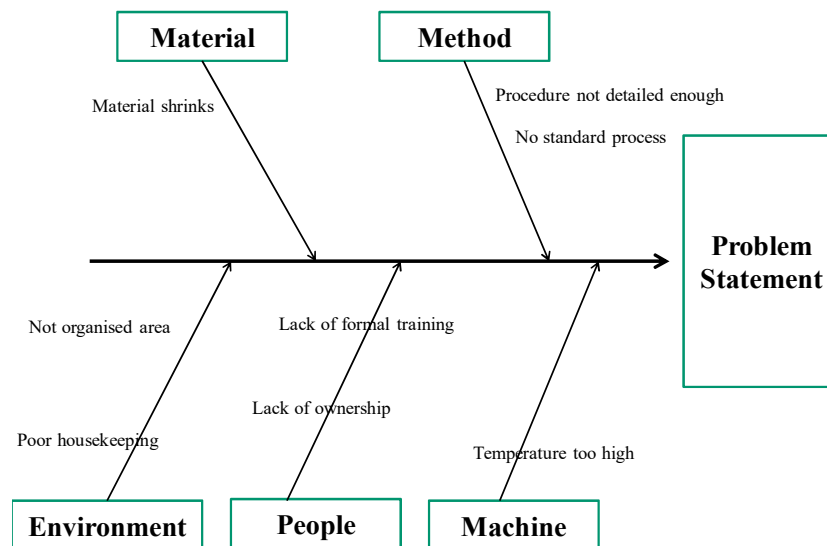 Material
Method
Material shrinks
Procedure not detailed enough
No standard process
Problem
Statement
Not organised area
Lack of formal training
Lack of ownership
Poor housekeeping
Temperature too high
Environment
People
Machine